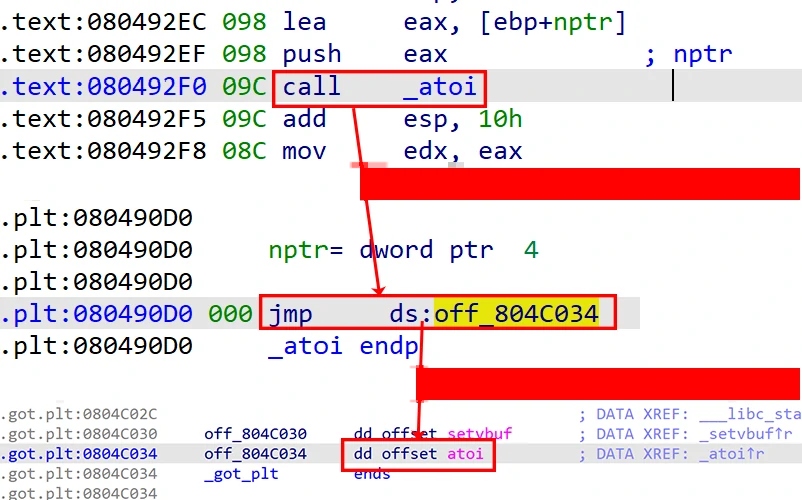 .text:080492EC 098 lea eax, [ebp+nptr]
.text:080492EF 098 push eax ; nptr
.text:080492F0 09C call _atoi
.text:080492F5 09C add esp, 10h
.text:080492F8 08C mov edx, eax
.plt:080490D0
.plt:080490D0 nptr= dword ptr 4
.plt:080490D0
.plt:080490D0 000 jmp ds:off_804C034
.plt:080490D0 _atoi endp
.got.plt:0804C02C ; DATA XREF: ___libc_sta
.got.plt:0804C030 off_804C030 dd offset setvbuf ; DATA XREF: _setvbuf↑r
.got.plt:0804C034 off_804C034 dd offset atoi ; DATA XREF: _atoi↑r
.got.plt:0804C034 _got_plt ends
.got.plt:0804C034